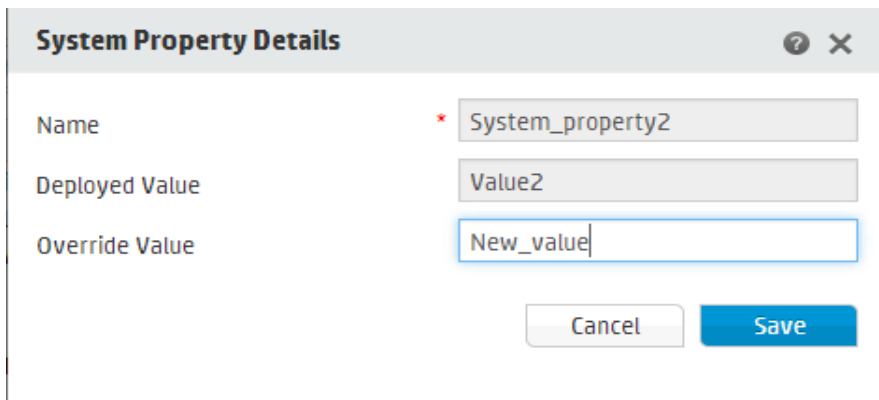 System Property Details
Name * System_property2
Deployed Value Value2
Override Value New_value
Cancel Save